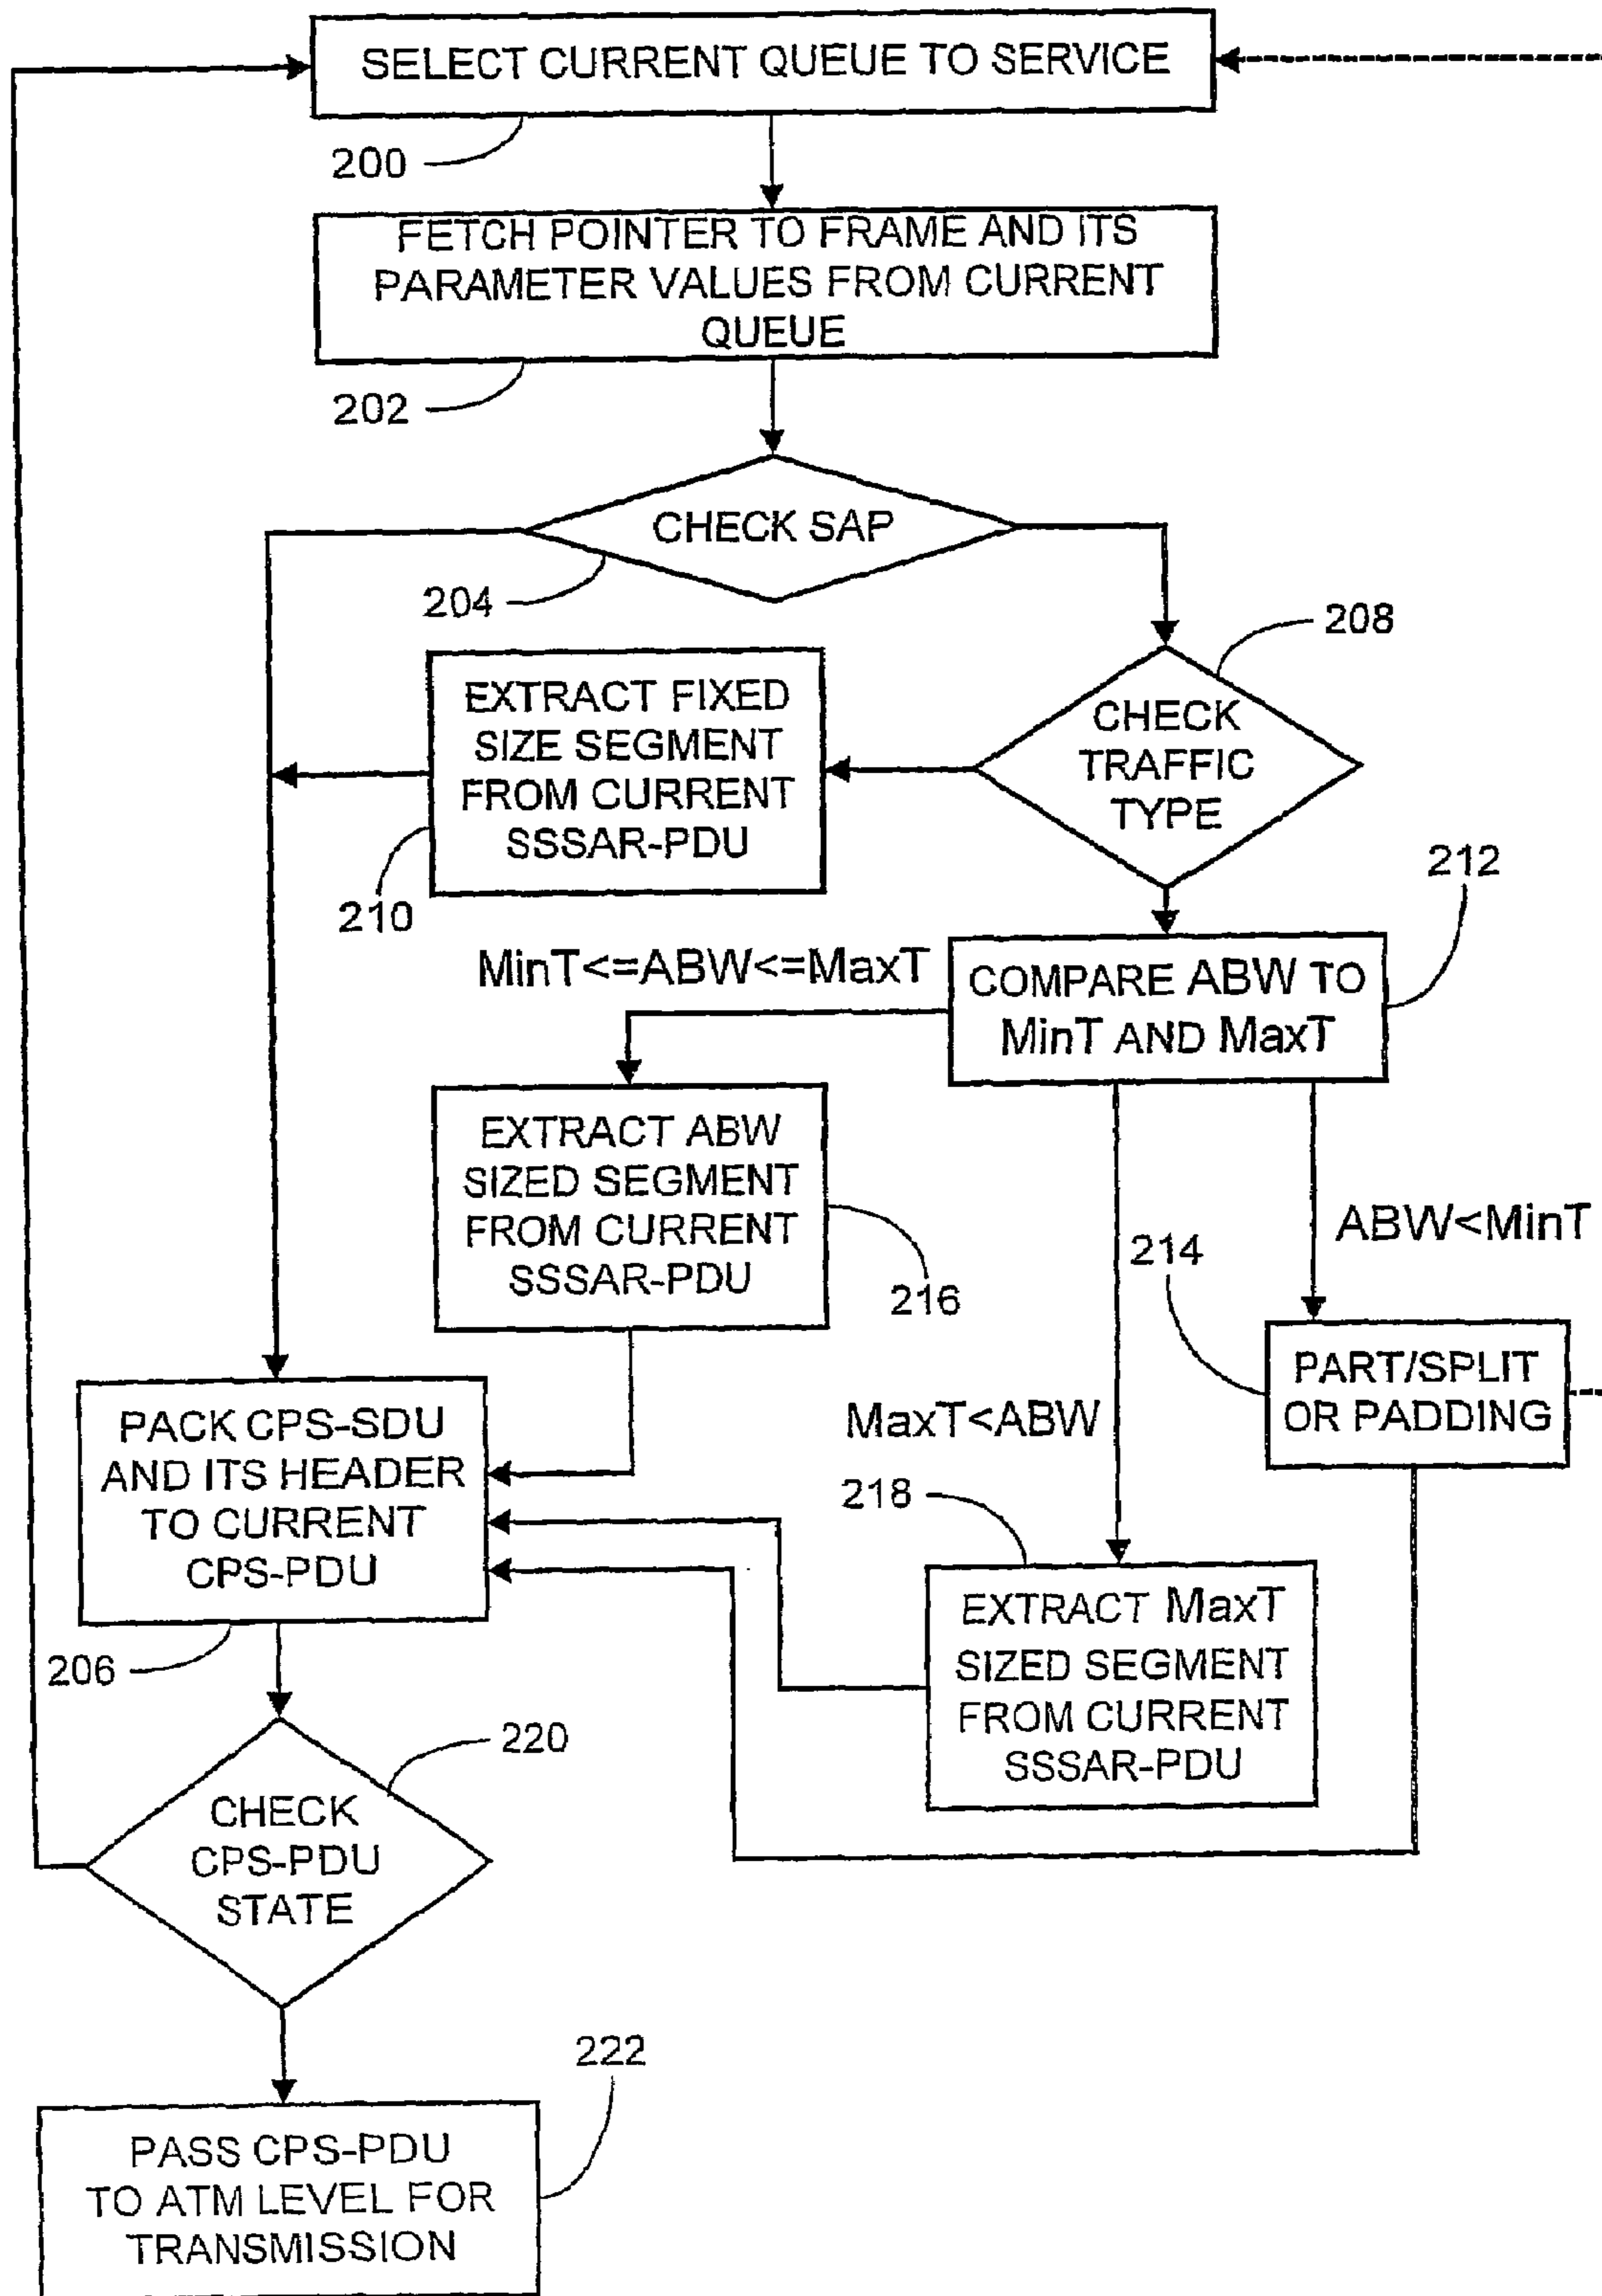 SELECT CURRENT QUEUE TO SERVICE
200
FETCH POINTER TO FRAME AND ITS
PARAMETER VALUES FROM CURRENT
QUEUE
202
CHECK SAP
204
208
EXTRACT FIXED
SIZE SEGMENT
FROM CURRENT
SSSAR-PDU
210
CHECK
TRAFFIC
TYPE
212
MinT<=ABW<=MaxT
COMPARE ABW TO
MinT AND MaxT
EXTRACT ABW
SIZED SEGMENT
FROM CURRENT
SSSAR-PDU
216
214
ABW<MinT
PART/SPLIT
OR PADDING
MaxT<ABW
218
PACK CPS-SDU
AND ITS HEADER
TO CURRENT
CPS-PDU
206
EXTRACT MaxT
SIZED SEGMENT
FROM CURRENT
SSSAR-PDU
220
CHECK
CPS-PDU
STATE
222
PASS CPS-PDU
TO ATM LEVEL FOR
TRANSMISSION